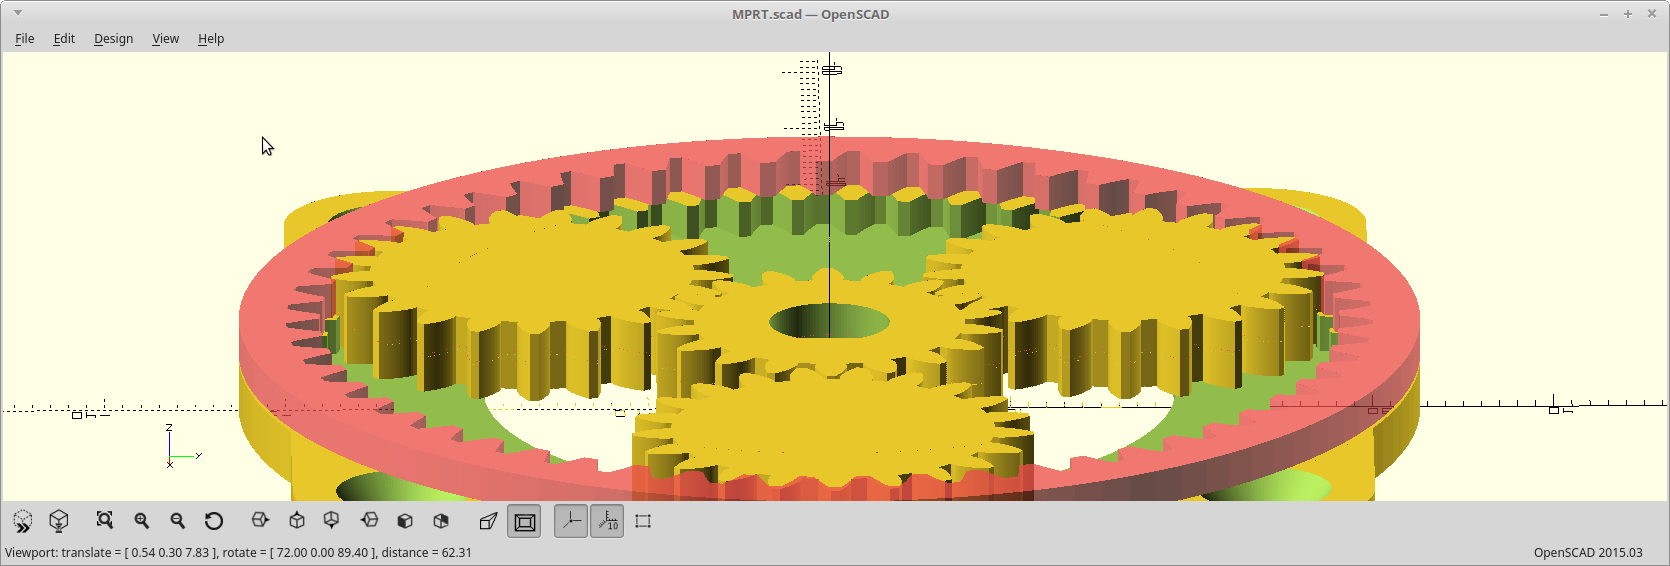 MPRT.scad — OpenSCAD
File Edit Design View Help
Z
Y
X
10
Viewport: translate = [ 0.54 0.30 7.83 ], rotate = [ 72.00 0.00 89.40 ], distance = 62.31
OpenSCAD 2015.03